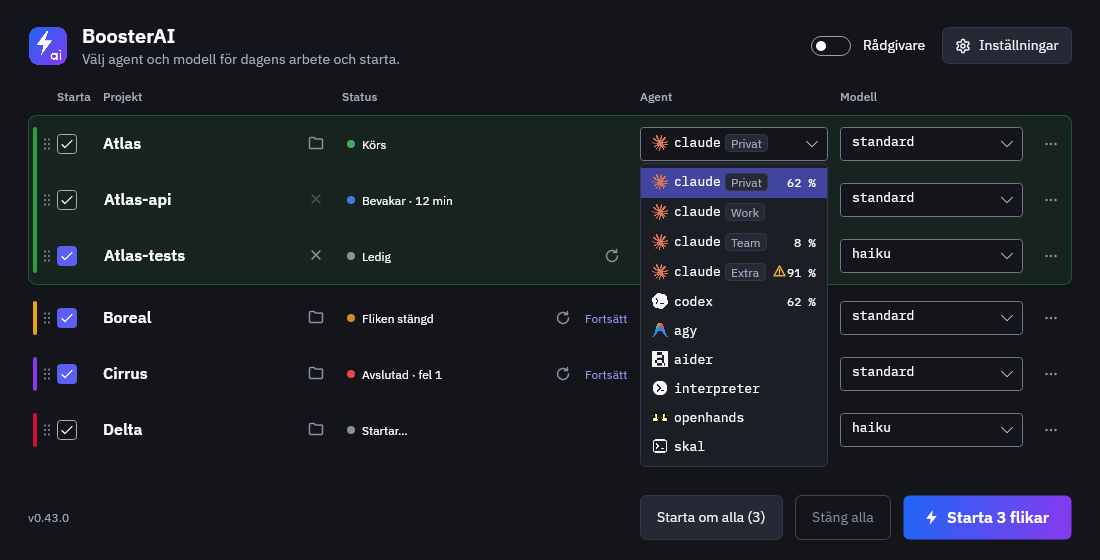 ai
BoosterAI
Välj agent och modell för dagens arbete och starta.
Rådgivare
Inställningar
Starta Projekt Status Agent Modell
Atlas Körs claude Privat standard
claude Privat 62 %
Atlas-api Bevakar · 12 min standard
claude Work
claude Team 8 %
Atlas-tests Ledig haiku
claude Extra 91 %
codex 62 %
Boreal Fliken stängd Fortsätt standard
agy
aider
Cirrus Avslutad · fel 1 Fortsätt standard
interpreter
openhands
Delta Startar... haiku
skal
v0.43.0
Starta om alla (3)
Stäng alla
Starta 3 flikar